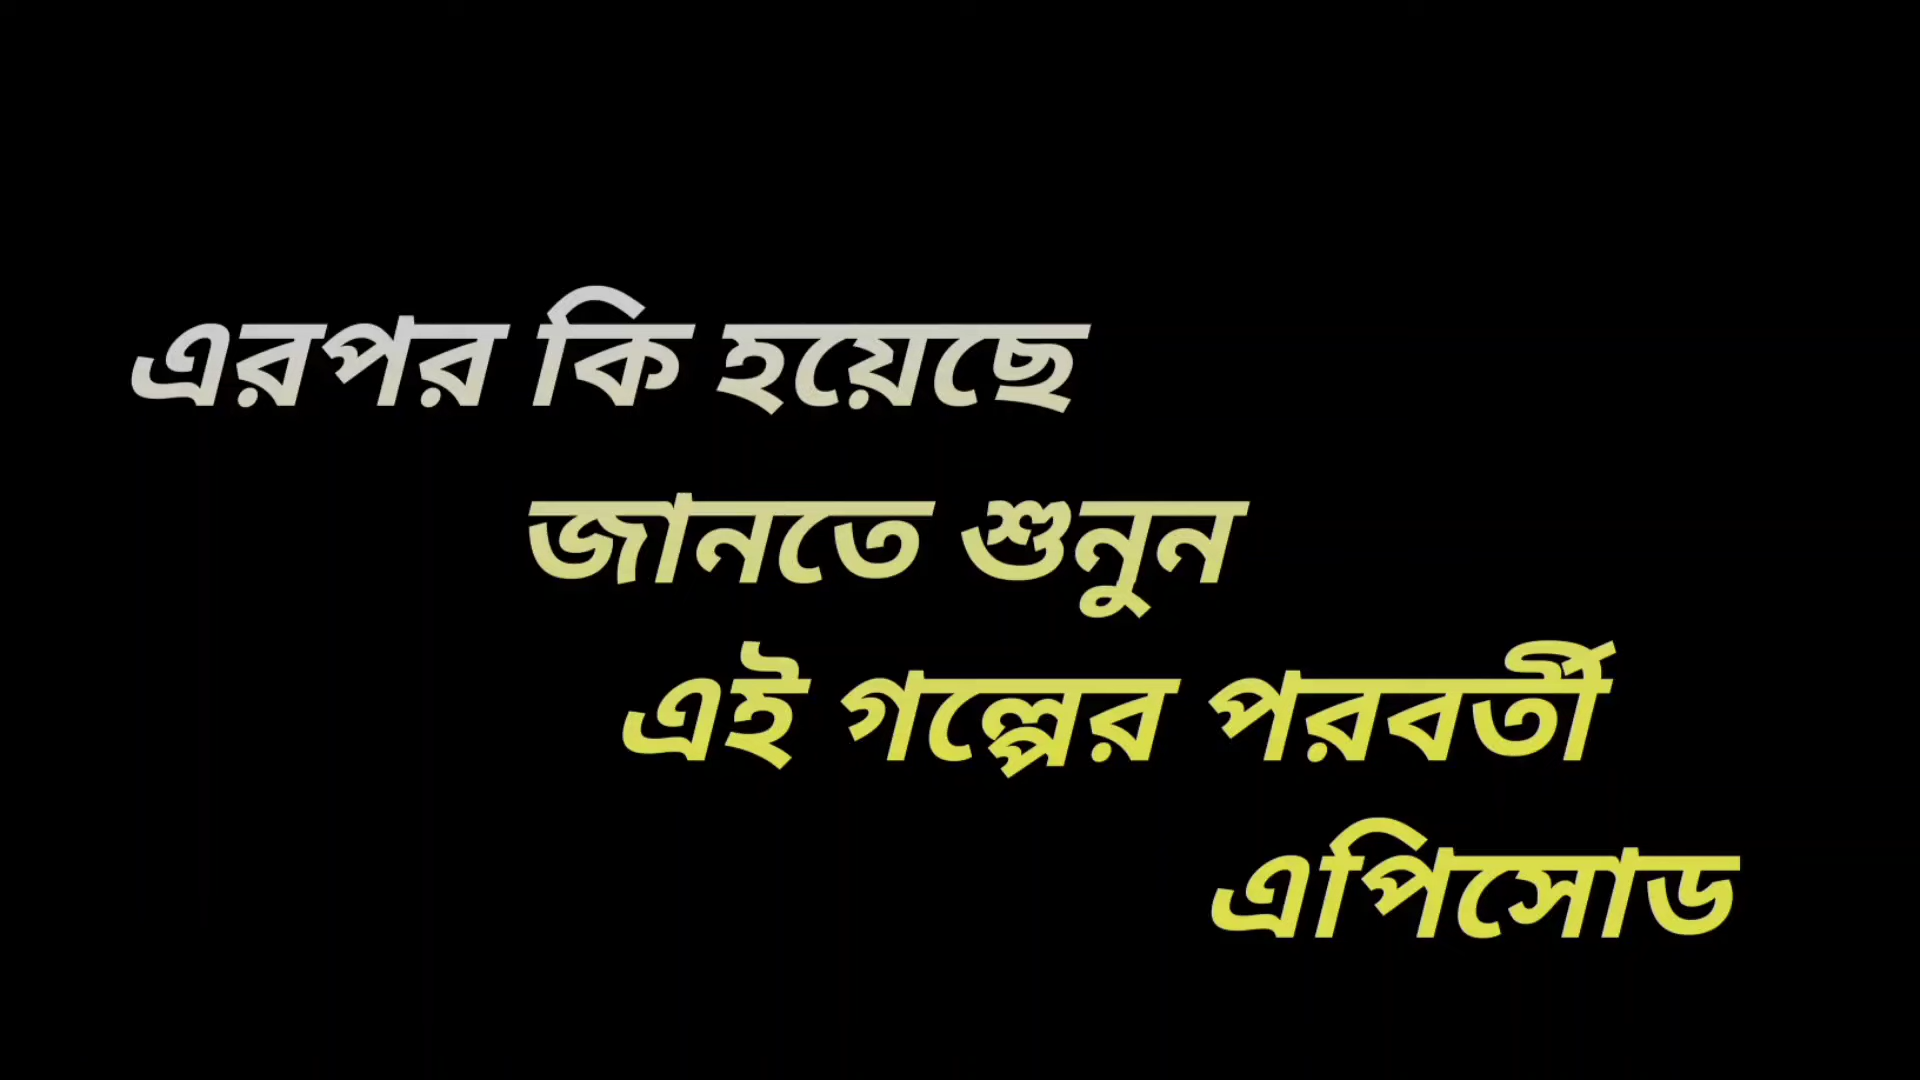 এরপর কি হয়েছে
জানতে শুনুন
এই গল্পের পরবর্তী
এপিসোড